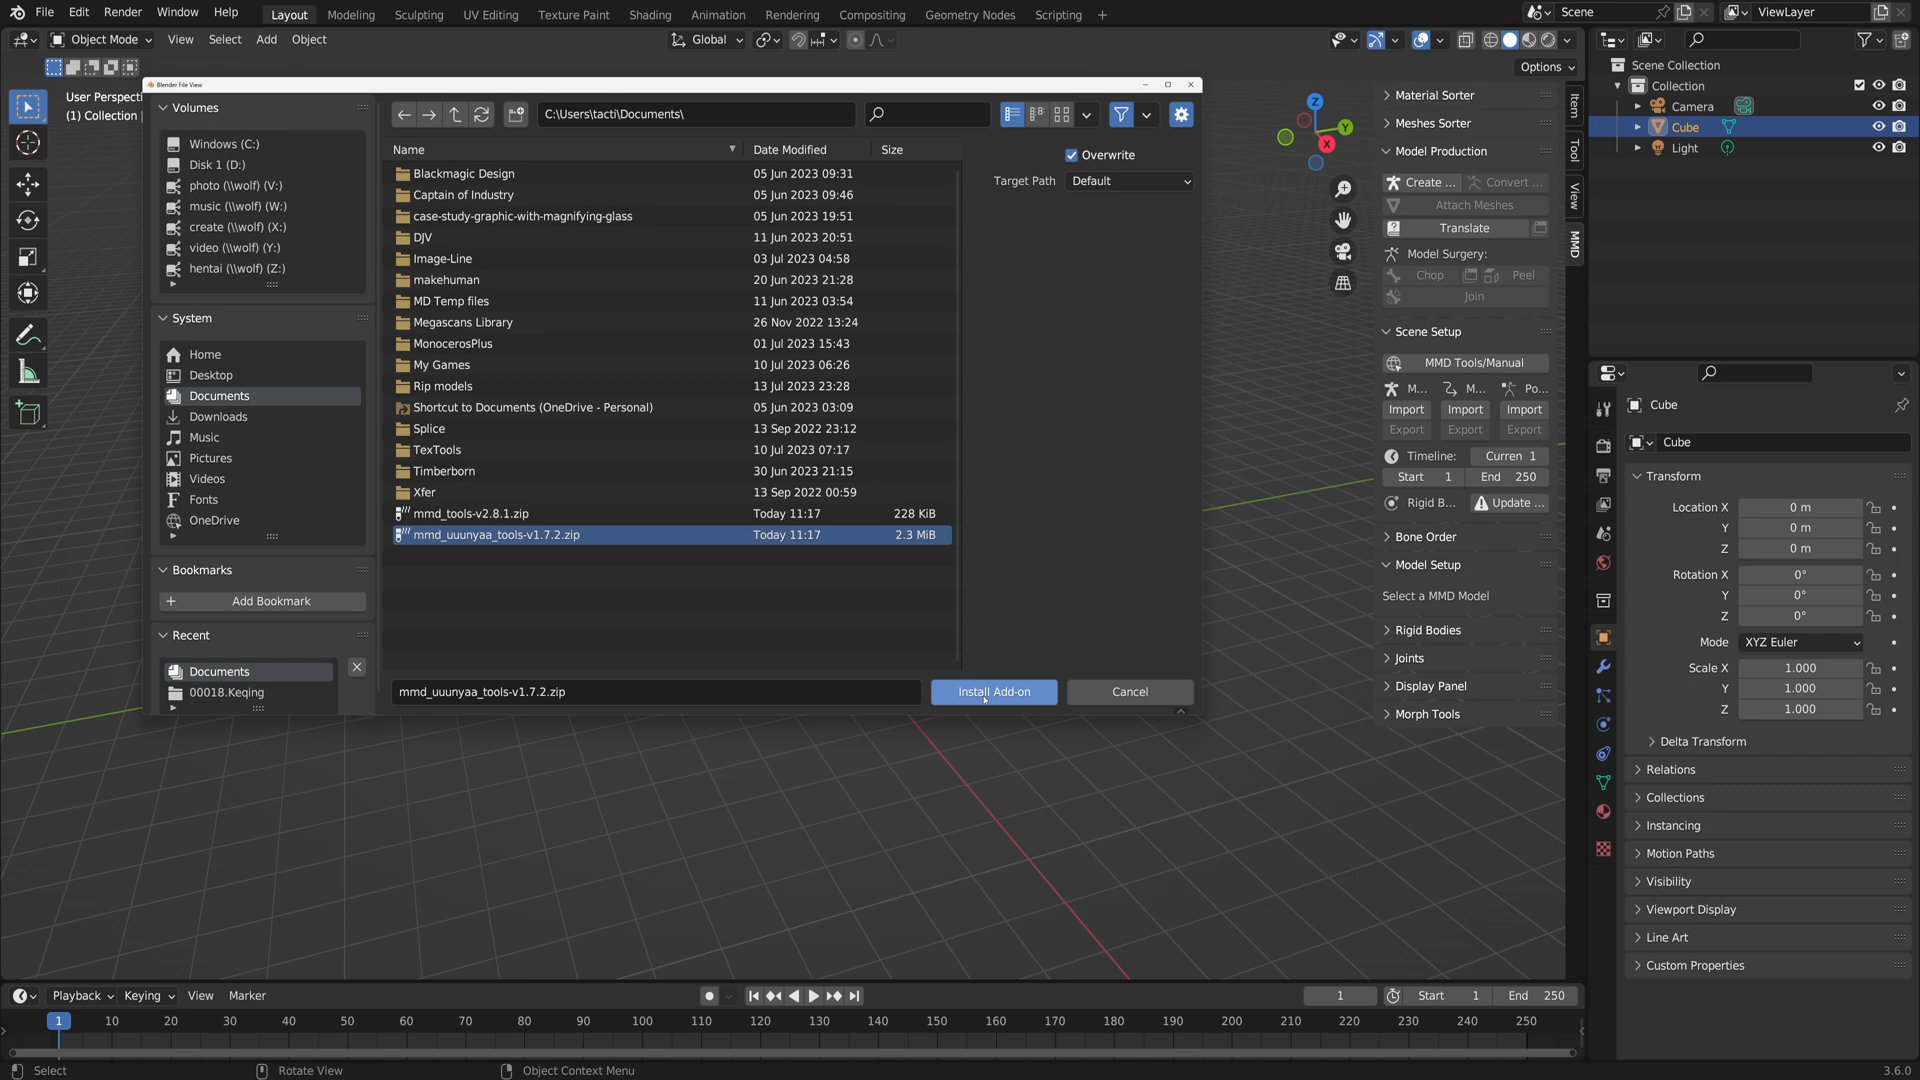 File Edit Render Window Help
Layout Modeling Sculpting UV Editing Texture Paint Shading Animation Rendering Compositing Geometry Nodes Scripting +
Scene
ViewLayer
Object Mode View Select Add Object
Global
Options
User Perspecti
(1) Collection |
Blender File View
Volumes
Windows (C:)
Disk 1 (D:)
photo (\\wolf) (V:)
music (\\wolf) (W:)
create (\\wolf) (X:)
video (\\wolf) (Y:)
hentai (\\wolf) (Z:)
System
Home
Desktop
Documents
Downloads
Music
Pictures
Videos
Fonts
OneDrive
Bookmarks
Add Bookmark
Recent
Documents
00018.Keqing
C:\Users\tacti\Documents\
Name Date Modified Size
Blackmagic Design 05 Jun 2023 09:31
Captain of Industry 05 Jun 2023 09:46
case-study-graphic-with-magnifying-glass 05 Jun 2023 19:51
DJV 11 Jun 2023 20:51
Image-Line 03 Jul 2023 04:58
makehuman 20 Jun 2023 21:28
MD Temp files 11 Jun 2023 03:54
Megascans Library 26 Nov 2022 13:24
MonocerosPlus 01 Jul 2023 15:43
My Games 10 Jul 2023 06:26
Rip models 13 Jul 2023 23:28
Shortcut to Documents (OneDrive - Personal) 05 Jun 2023 03:09
Splice 13 Sep 2022 23:12
TexTools 10 Jul 2023 07:17
Timberborn 30 Jun 2023 21:15
Xfer 13 Sep 2022 00:59
mmd_tools-v2.8.1.zip Today 11:17 228 KiB
mmd_uuunyaa_tools-v1.7.2.zip Today 11:17 2.3 MiB
mmd_uuunyaa_tools-v1.7.2.zip
Install Add-on
Cancel
Overwrite
Target Path Default
Z
Y
X
Material Sorter
Meshes Sorter
Model Production
Create ... Convert ...
Attach Meshes
Translate
Model Surgery:
Chop Peel
Join
Scene Setup
MMD Tools/Manual
M... M... Po...
Import Import Import
Export Export Export
Timeline: Curren 1
Start 1 End 250
Rigid B... Update ...
Bone Order
Model Setup
Select a MMD Model
Rigid Bodies
Joints
Display Panel
Morph Tools
Item
Tool
View
MMD
Scene Collection
Collection
Camera
Cube
Light
Cube
Cube
Transform
Location X 0 m
Y 0 m
Z 0 m
Rotation X 0°
Y 0°
Z 0°
Mode XYZ Euler
Scale X 1.000
Y 1.000
Z 1.000
Delta Transform
Relations
Collections
Instancing
Motion Paths
Visibility
Viewport Display
Line Art
Custom Properties
Playback Keying View Marker
1 Start 1 End 250
1 10 20 30 40 50 60 70 80 90 100 110 120 130 140 150 160 170 180 190 200 210 220 230 240 250
Select Rotate View Object Context Menu
3.6.0